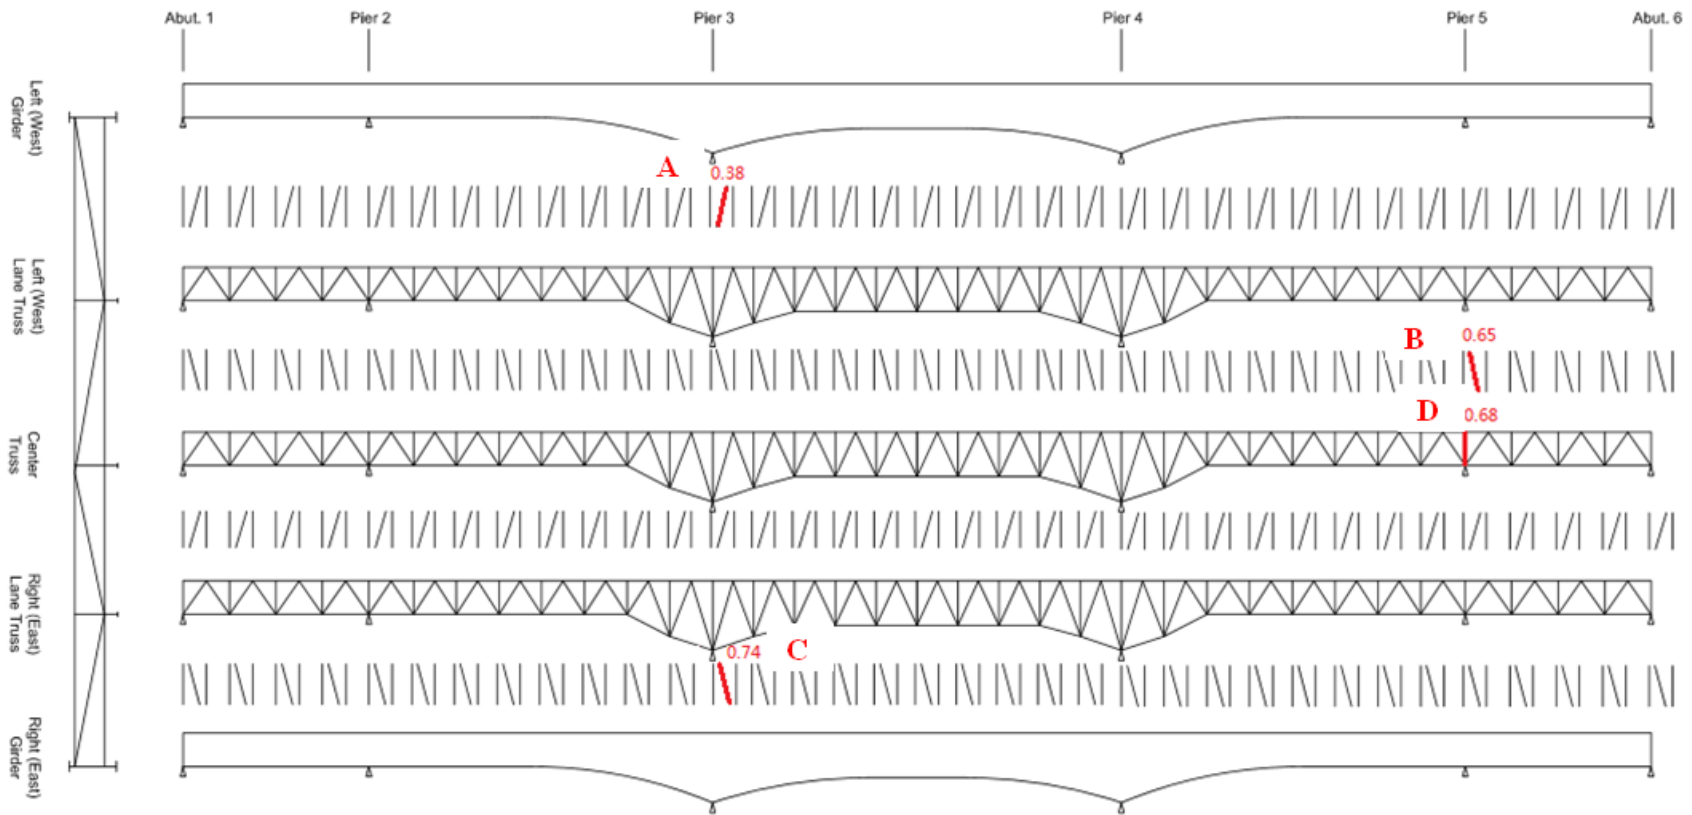 Abut. 1
Pier 2
Pier 3
Pier 4
Pier 5
Abut. 6
Left (West)
Girder
A
0.38
Left (West)
Lane Truss
B
0.65
Center
Truss
D
0.68
Right (East)
Lane Truss
C
0.74
Right (East)
Girder